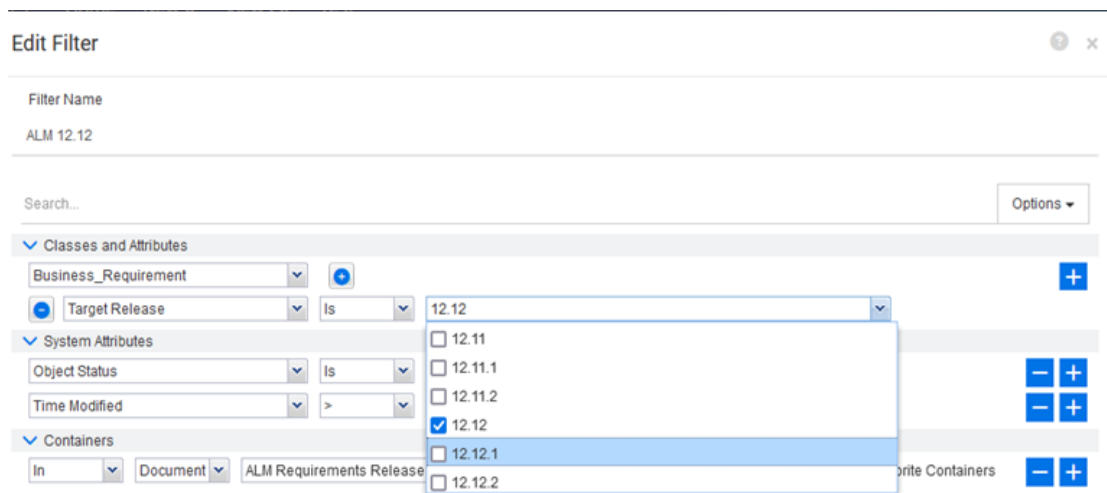 Edit Filter
Filter Name
ALM 12.12
Search...
Options
Classes and Attributes
Business_Requirement
Target Release Is 12.12
12.11
System Attributes
Object Status Is 12.11.1
12.11.2
Time Modified >
12.12
Containers
12.12.1
In Document ALM Requirements Release Containers
12.12.2